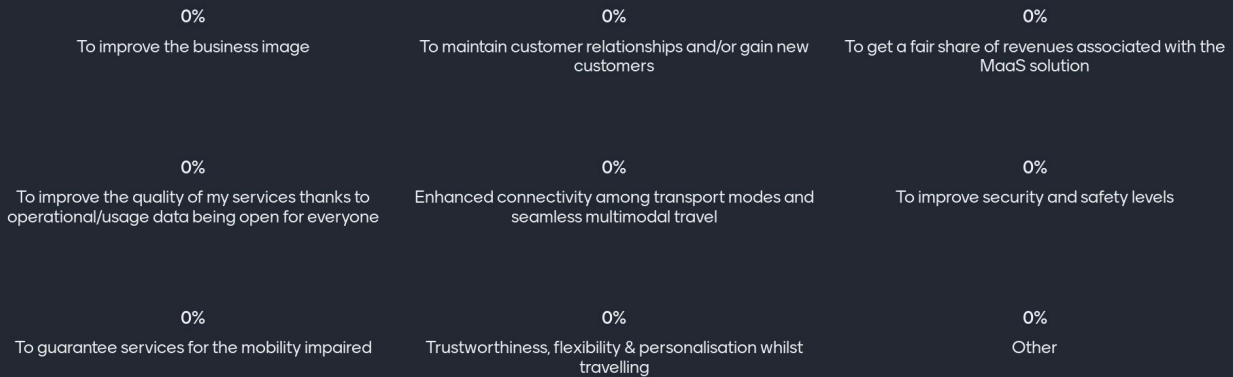 0%
To improve the business image
0%
To maintain customer relationships and/or gain new
customers
0%
To get a fair share of revenues associated with the
MaaS solution
0%
To improve the quality of my services thanks to
operational/usage data being open for everyone
0%
Enhanced connectivity among transport modes and
seamless multimodal travel
0%
To improve security and safety levels
0%
To guarantee services for the mobility impaired
0%
Trustworthiness, flexibility & personalisation whilst
travelling
0%
Other